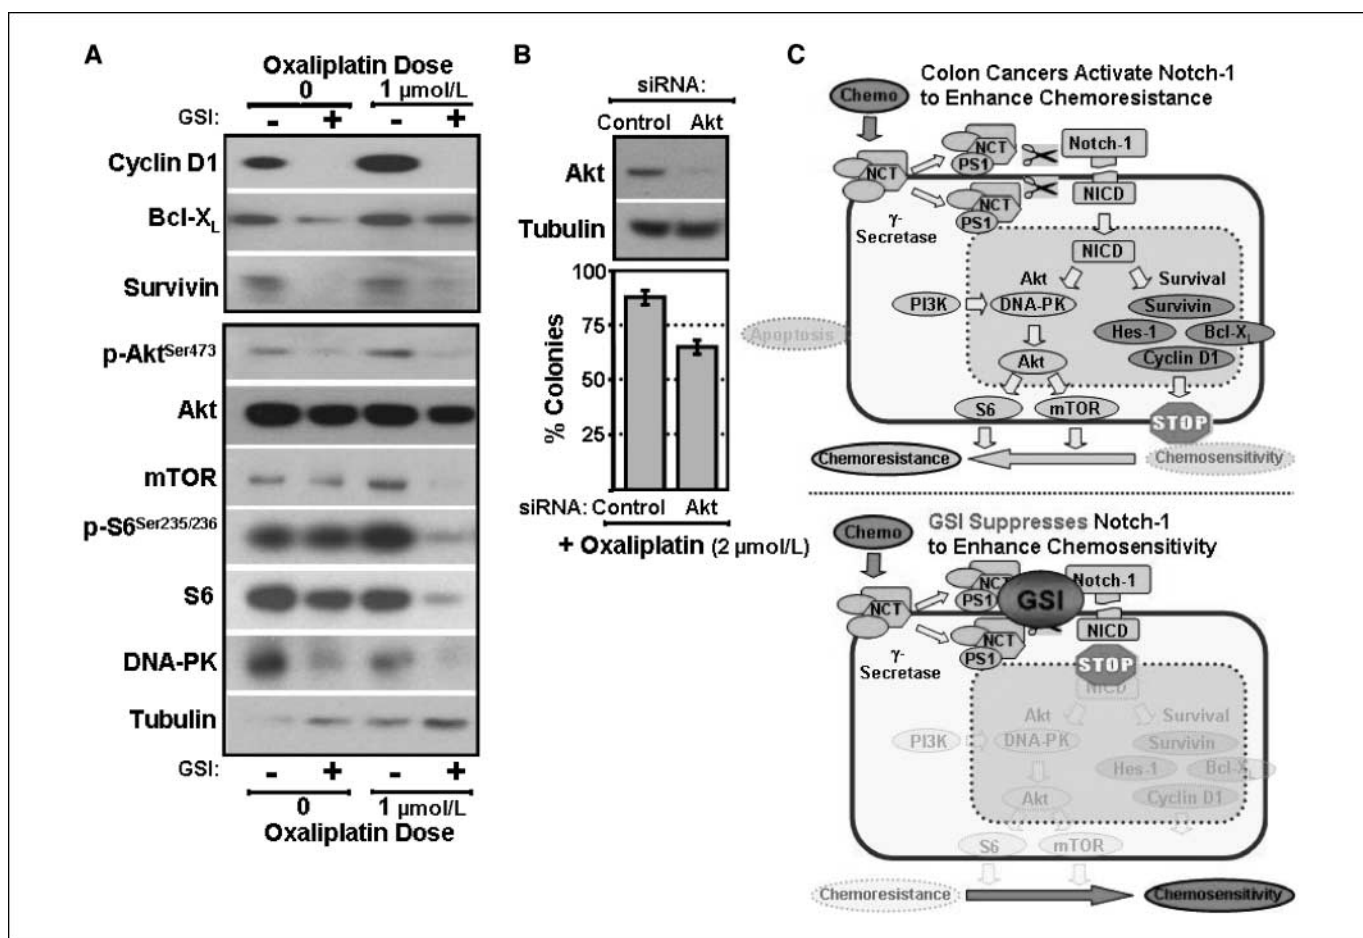 A
Oxaliplatin Dose
0 1 µmol/L
GSI: - + - +
Cyclin D1
Bcl-XL
Survivin
p-AktSer473
Akt
mTOR
p-S6Ser235/236
S6
DNA-PK
Tubulin
GSI: - + - +
0 1 µmol/L
Oxaliplatin Dose
B
siRNA:
Control Akt
Akt
Tubulin
% Colonies
100
75
50
25
siRNA: Control Akt
+ Oxaliplatin (2 µmol/L)
C
Colon Cancers Activate Notch-1
to Enhance Chemoresistance
Chemo
NCT
PS1
Notch-1
NCT
NCT
PS1
NICD
γ-
Secretase
NICD
Akt
Survival
PI3K
DNA-PK
Survivin
Hes-1
Bcl-XL
Apoptosis
Akt
Cyclin D1
S6
mTOR
STOP
Chemoresistance
Chemosensitivity
GSI Suppresses Notch-1
to Enhance Chemosensitivity
Chemo
NCT
PS1
GSI
Notch-1
NCT
NCT
PS1
NICD
γ-
Secretase
STOP
NICD
Akt
Survival
PI3K
DNA-PK
Survivin
Hes-1
Bcl-XL
Akt
Cyclin D1
S6
mTOR
Chemoresistance
Chemosensitivity